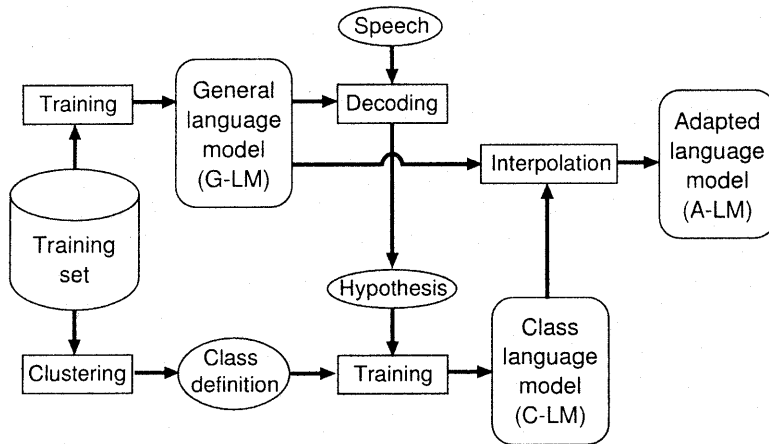 Speech
Training
General
language
model
(G-LM)
Decoding
Interpolation
Adapted
language
model
(A-LM)
Training
set
Hypothesis
Clustering
Class
definition
Training
Class
language
model
(C-LM)